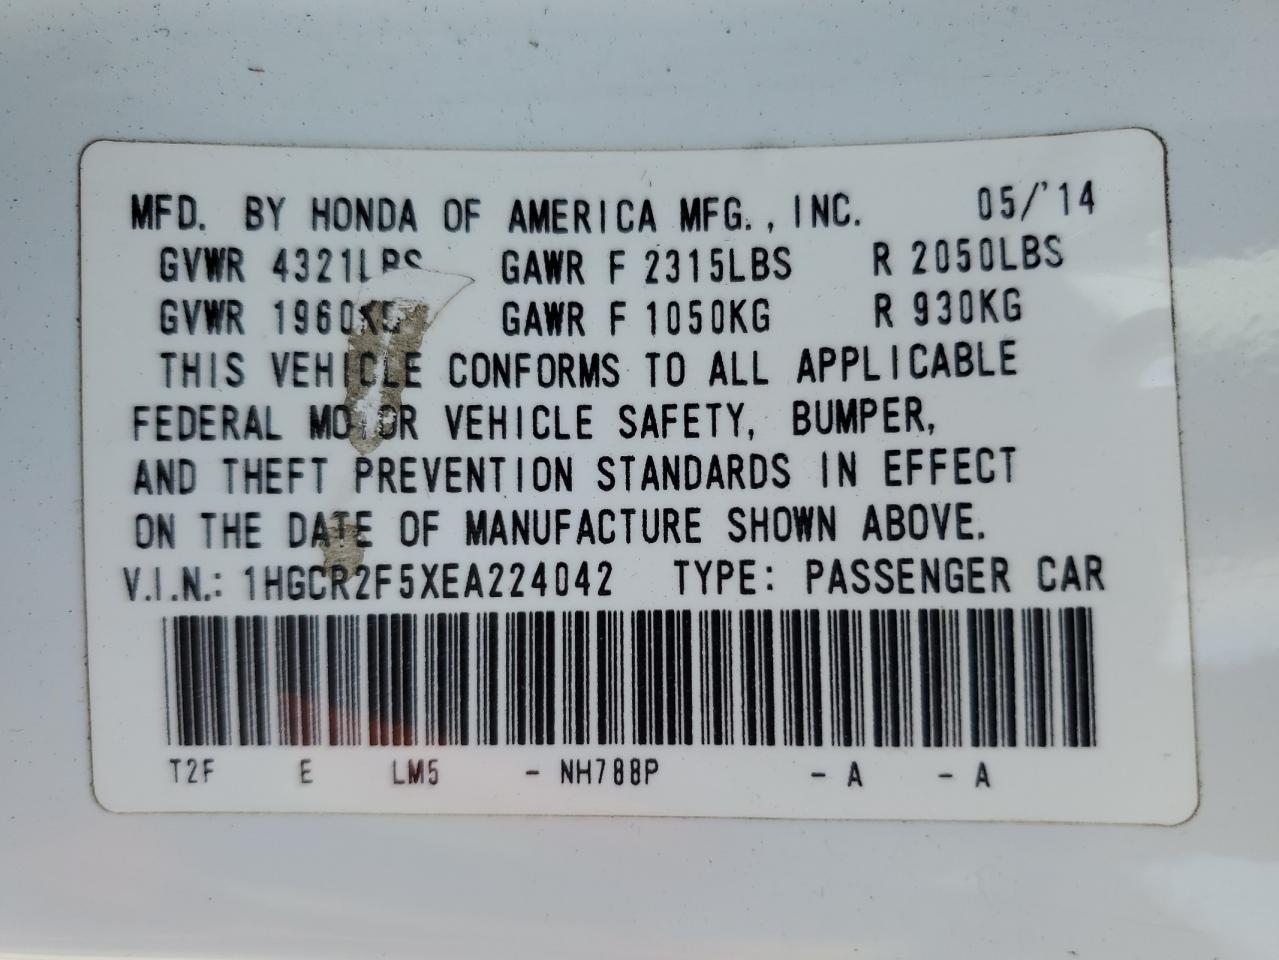 MFD. BY HONDA OF AMERICA MFG., INC. 05/'14
GVWR 4321LBS GAWR F 2315LBS R 2050LBS
GVWR 1960KG GAWR F 1050KG R 930KG
THIS VEHICLE CONFORMS TO ALL APPLICABLE
FEDERAL MOTOR VEHICLE SAFETY, BUMPER,
AND THEFT PREVENTION STANDARDS IN EFFECT
ON THE DATE OF MANUFACTURE SHOWN ABOVE.
V.I.N.: 1HGCR2F5XEA224042 TYPE: PASSENGER CAR
T2F E LM5 - NH788P - A - A